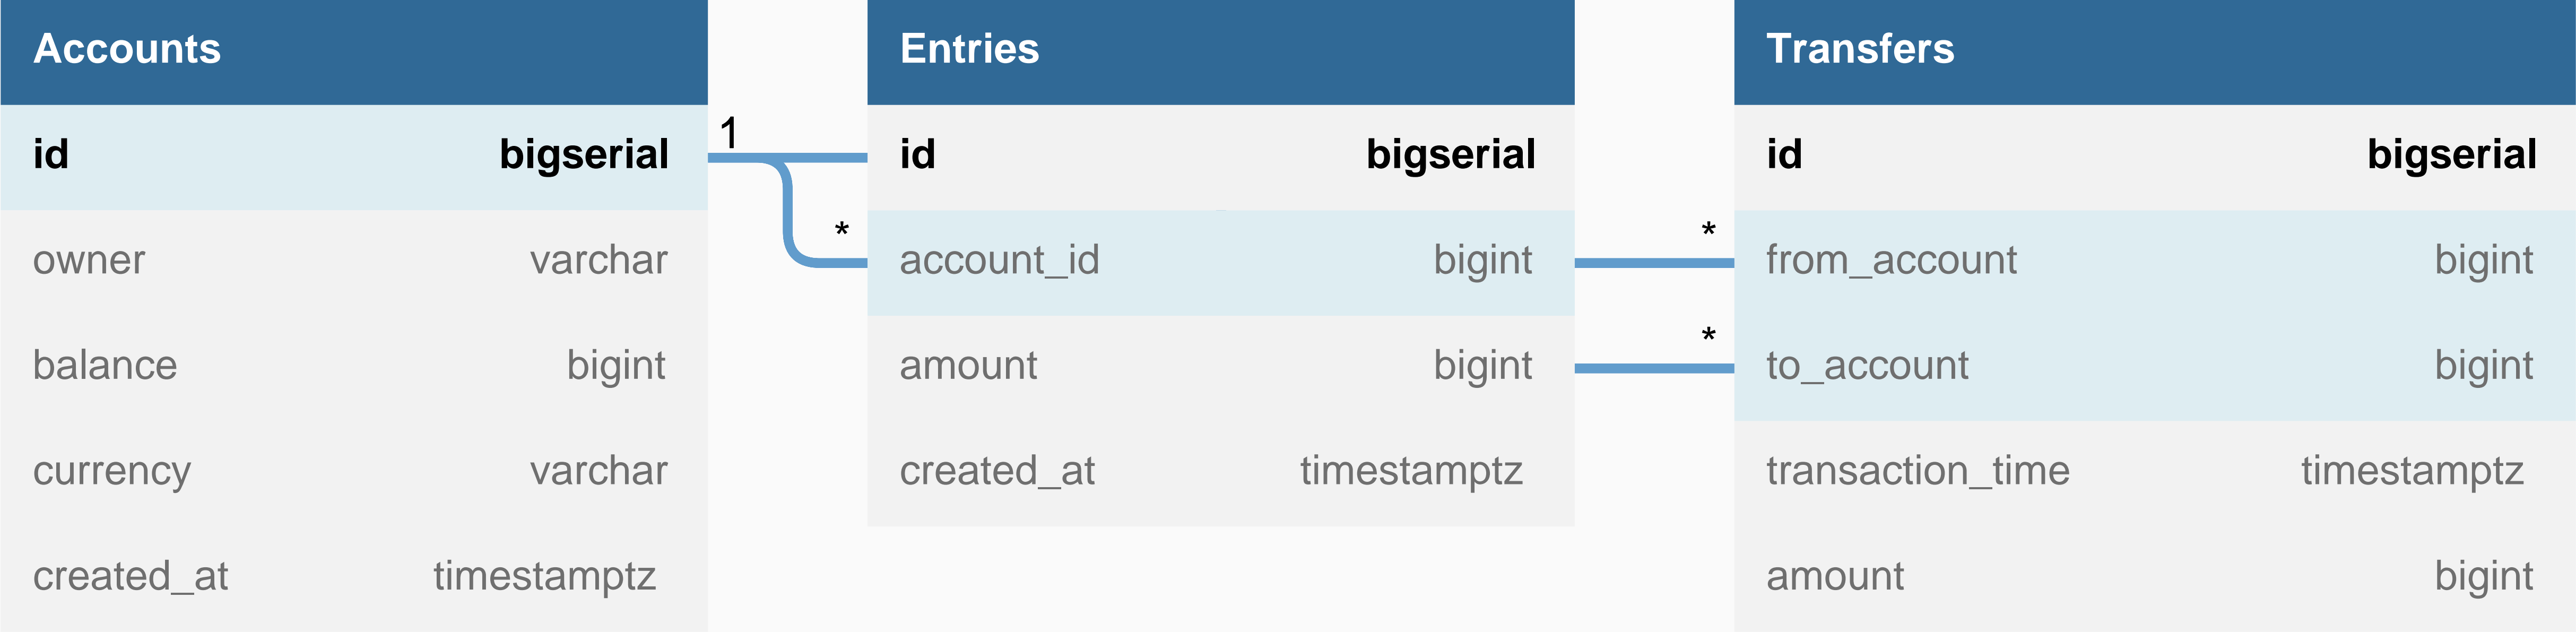 Accounts
id bigserial
owner varchar
balance bigint
currency varchar
created_at timestamptz
1
*
Entries
id bigserial
account_id bigint
amount bigint
created_at timestamptz
*
*
Transfers
id bigserial
from_account bigint
to_account bigint
transaction_time timestamptz
amount bigint